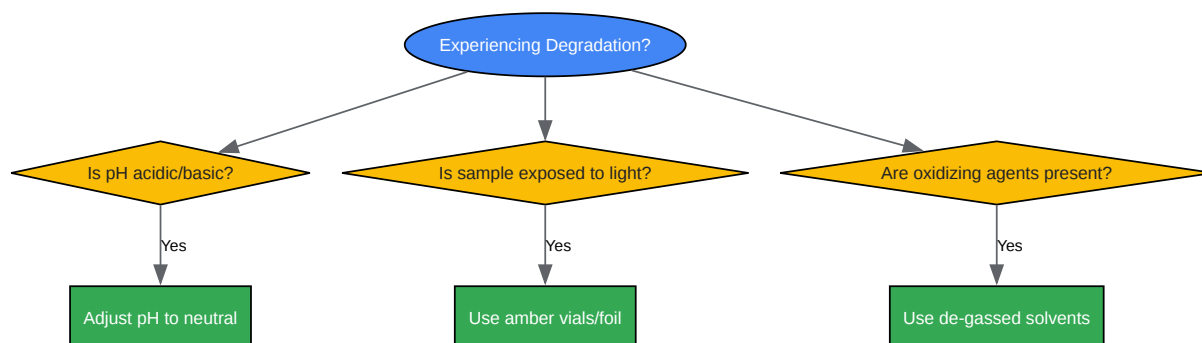 Experiencing Degradation?
Is pH acidic/basic?
Is sample exposed to light?
Are oxidizing agents present?
Yes
Yes
Yes
Adjust pH to neutral
Use amber vials/foil
Use de-gassed solvents